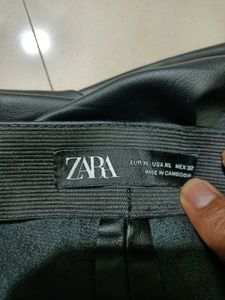 ZARA
EUR XL USA XL MEX 32
MADE IN CAMBODIA